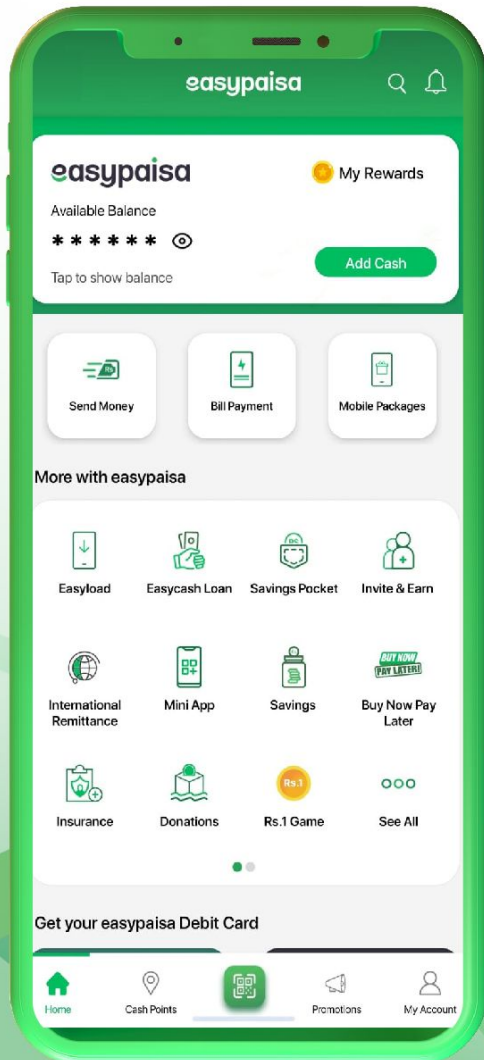 easypaisa
easypaisa
My Rewards
Available Balance
******
Tap to show balance
Add Cash
Rs
Send Money
Bill Payment
Mobile Packages
More with easypaisa
Easyload
Easycash Loan
Savings Pocket
Invite & Earn
International
Remittance
Mini App
Savings
BUY NOW
PAY LATER!
Buy Now Pay
Later
Insurance
Donations
Rs.1
Rs.1 Game
See All
Get your easypaisa Debit Card
Home
Cash Points
Promotions
My Account